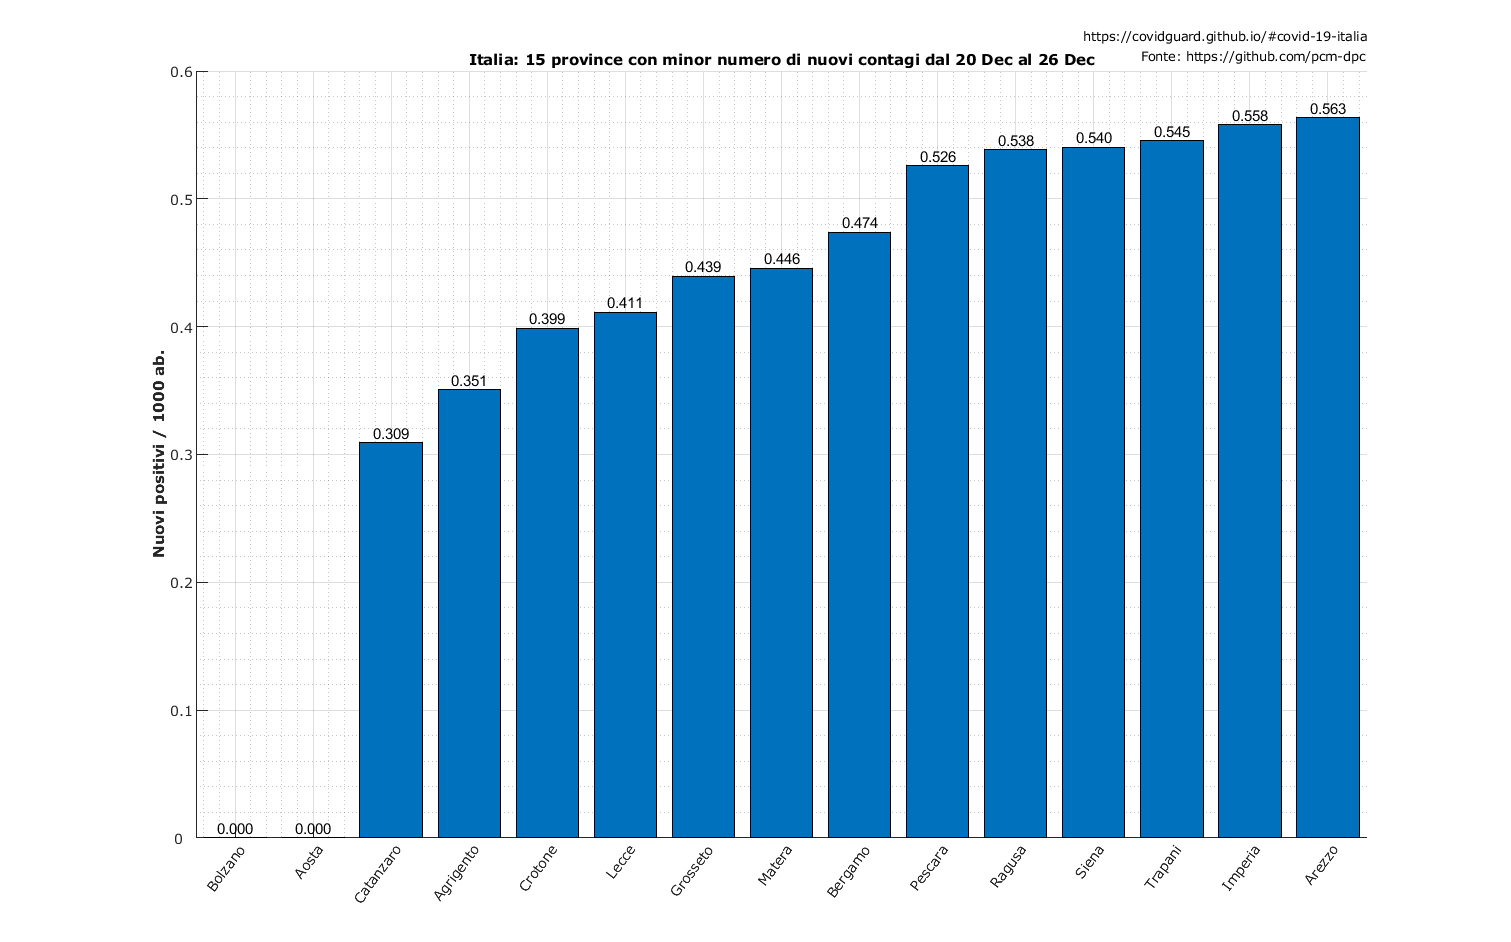 https://covidguard.github.io/#covid-19-italia
Fonte: https://github.com/pcm-dpc
Italia: 15 province con minor numero di nuovi contagi dal 20 Dec al 26 Dec
Nuovi positivi / 1000 ab.
0.6
0.5
0.4
0.3
0.2
0.1
0
0.000
0.000
0.309
0.351
0.399
0.411
0.439
0.446
0.474
0.526
0.538
0.540
0.545
0.558
0.563
Bolzano
Aosta
Catanzaro
Agrigento
Crotone
Lecce
Grosseto
Matera
Bergamo
Pescara
Ragusa
Siena
Trapani
Imperia
Arezzo